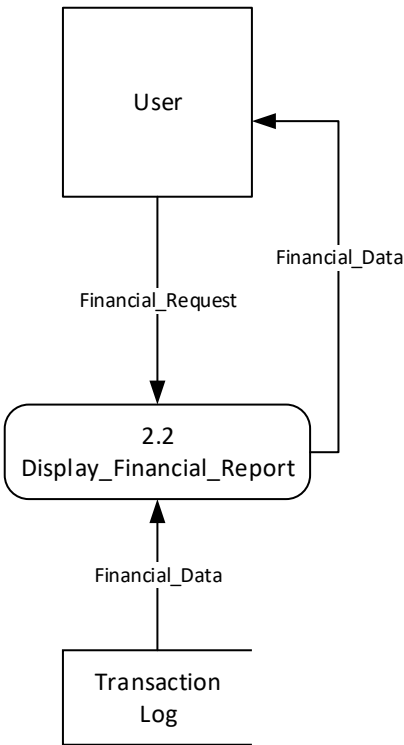 User
Financial_Data
Financial_Request
2.2
Display_Financial_Report
Financial_Data
Transaction
Log